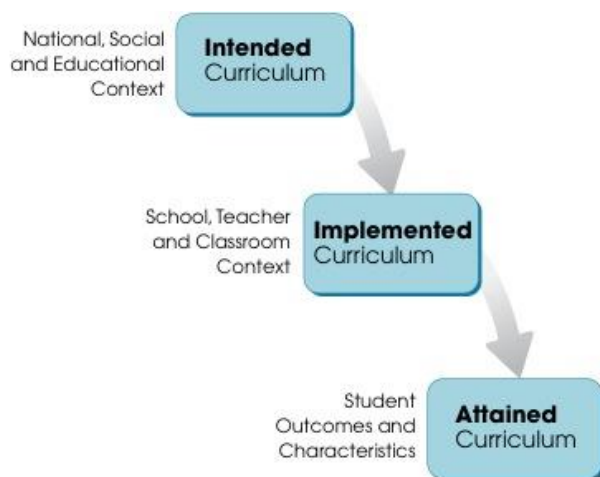 National, Social
and Educational
Context
Intended
Curriculum
School, Teacher
and Classroom
Context
Implemented
Curriculum
Student
Outcomes and
Characteristics
Attained
Curriculum